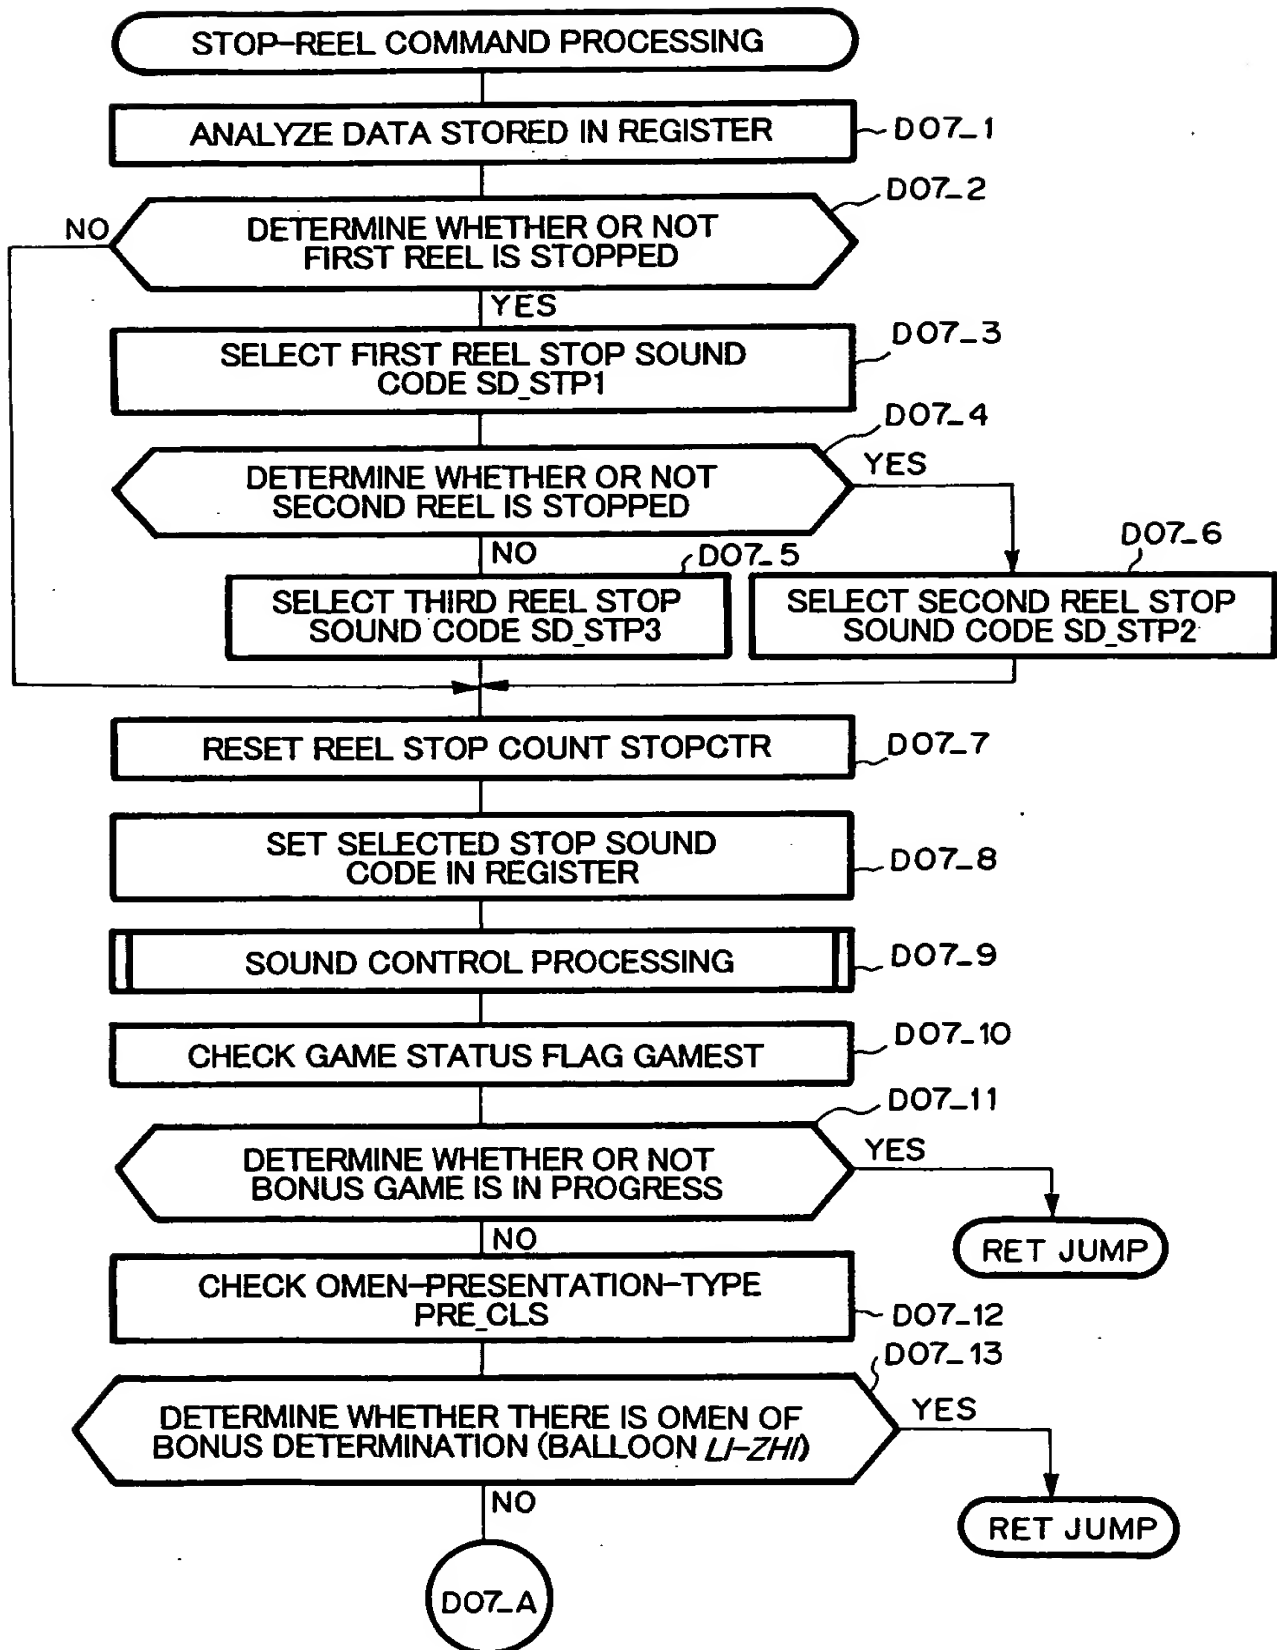 STOP-REEL COMMAND PROCESSING
ANALYZE DATA STORED IN REGISTER
D07_1
D07_2
NO
DETERMINE WHETHER OR NOT
FIRST REEL IS STOPPED
YES
D07_3
SELECT FIRST REEL STOP SOUND
CODE SD_STP1
D07_4
DETERMINE WHETHER OR NOT
SECOND REEL IS STOPPED
YES
NO
D07_5
D07_6
SELECT THIRD REEL STOP
SOUND CODE SD_STP3
SELECT SECOND REEL STOP
SOUND CODE SD_STP2
RESET REEL STOP COUNT STOPCTR
D07_7
SET SELECTED STOP SOUND
CODE IN REGISTER
D07_8
SOUND CONTROL PROCESSING
D07_9
CHECK GAME STATUS FLAG GAMEST
D07_10
D07_11
DETERMINE WHETHER OR NOT
BONUS GAME IS IN PROGRESS
YES
NO
RET JUMP
CHECK OMEN-PRESENTATION-TYPE
PRE_CLS
D07_12
D07_13
DETERMINE WHETHER THERE IS OMEN OF
BONUS DETERMINATION (BALLOON LI-ZHI)
YES
NO
RET JUMP
D07_A